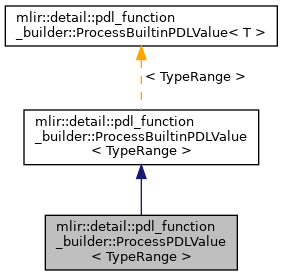 mlir::detail::pdl_function
_builder::ProcessBuiltinPDLValue< T >
< TypeRange >
mlir::detail::pdl_function
_builder::ProcessBuiltinPDLValue
< TypeRange >
mlir::detail::pdl_function
_builder::ProcessPDLValue
< TypeRange >